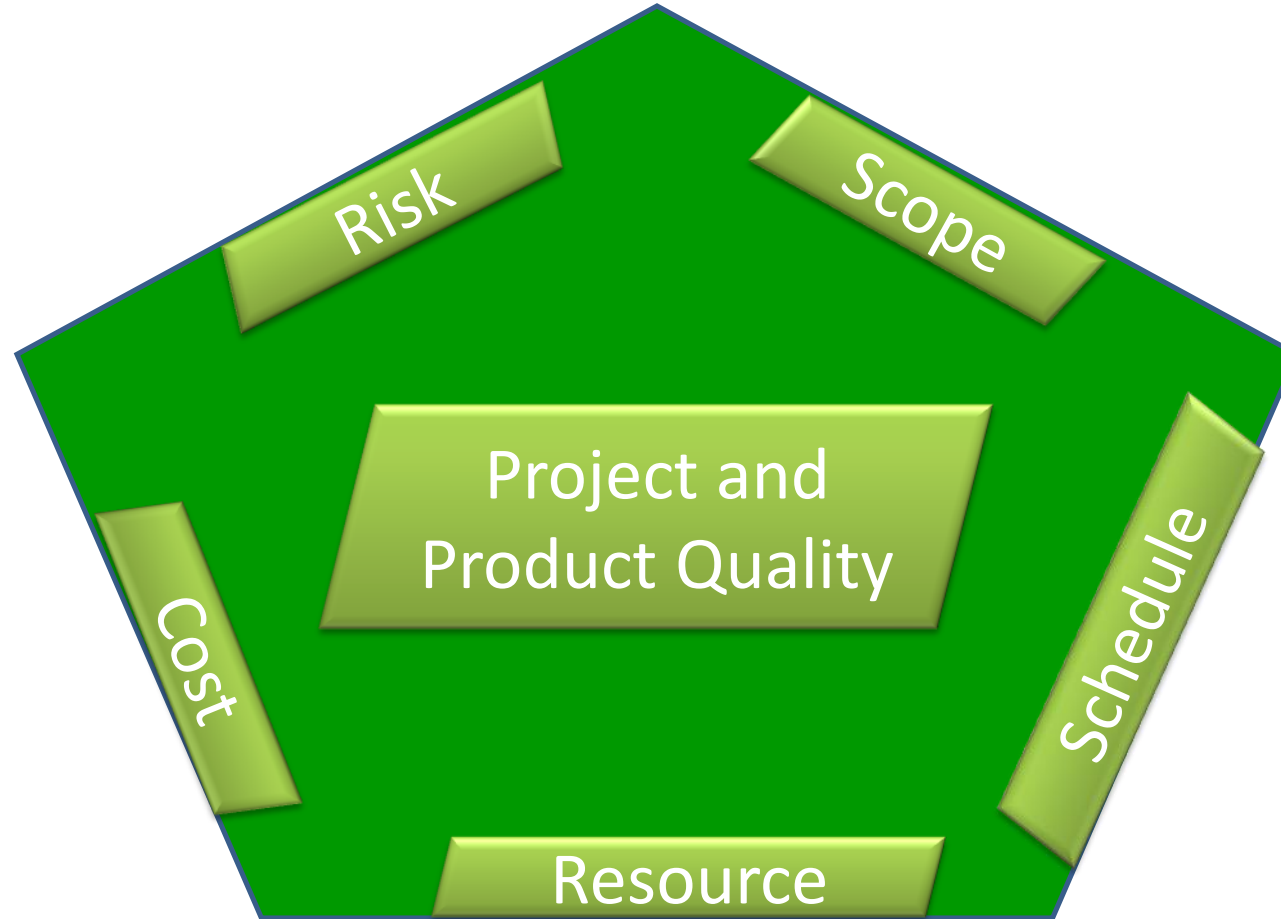 Risk
Scope
Project and
Product Quality
Cost
Schedule
Resource